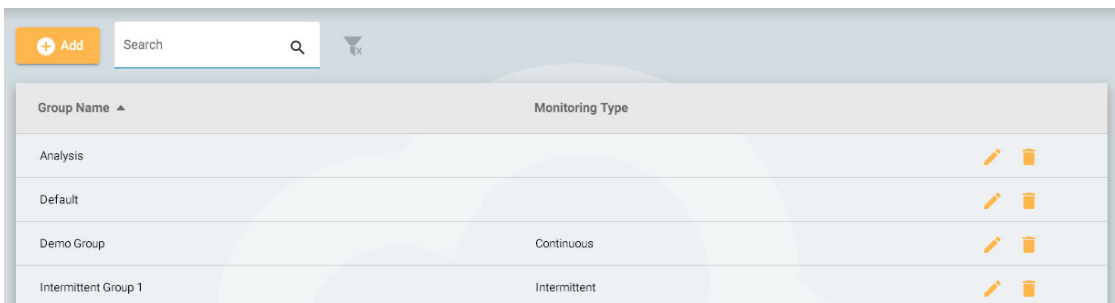 Add
Search
Group Name
Monitoring Type
Analysis
Default
Demo Group
Continuous
Intermittent Group 1
Intermittent